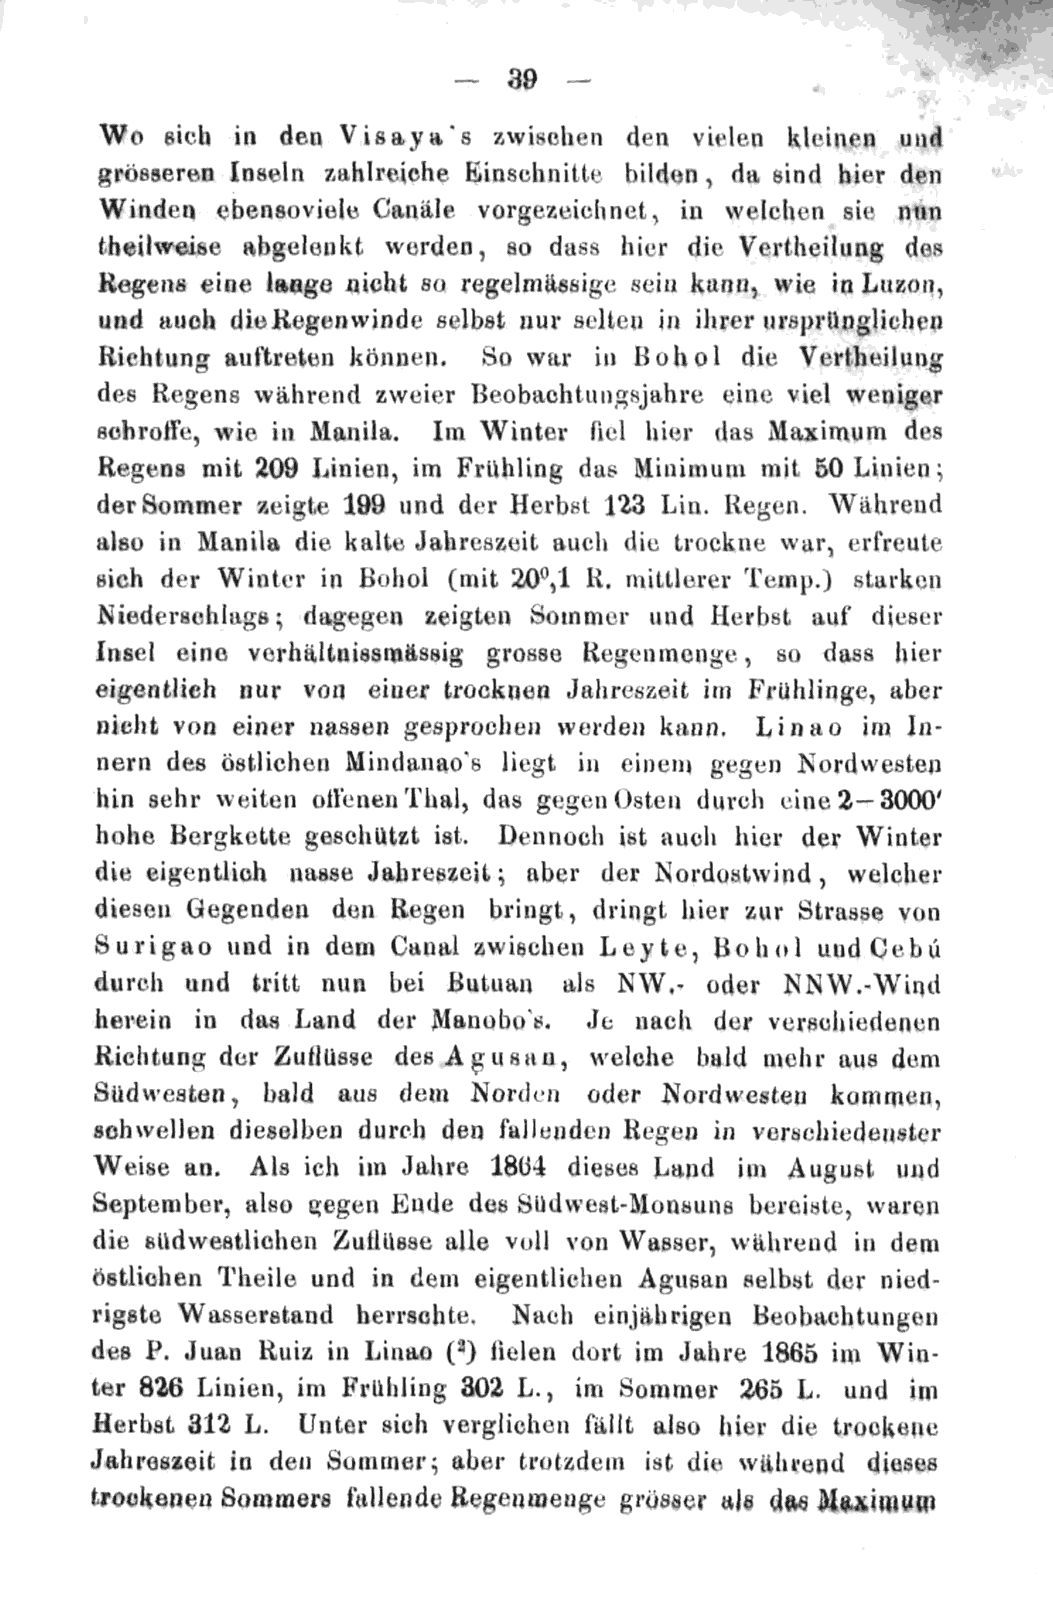 — 39 —
Wo sich in den Visaya's zwischen den vielen kleinen und
grösseren Inseln zahlreiche Einschnitte bilden, da sind hier den
Winden ebensoviele Canäle vorgezeichnet, in welchen sie nun
theilweise abgelenkt werden, so dass hier die Vertheilung des
Regens eine lange nicht so regelmässige sein kann, wie in Luzon,
und auch die Regenwinde selbst nur selten in ihrer ursprünglichen
Richtung auftreten können. So war in Bohol die Vertheilung
des Regens während zweier Beobachtungsjahre eine viel weniger
schroffe, wie in Manila. Im Winter fiel hier das Maximum des
Regens mit 209 Linien, im Frühling das Minimum mit 50 Linien;
der Sommer zeigte 199 und der Herbst 123 Lin. Regen. Während
also in Manila die kalte Jahreszeit auch die trockne war, erfreute
sich der Winter in Bohol (mit 20⁰,1 R. mittlerer Temp.) starken
Niederschlags; dagegen zeigten Sommer und Herbst auf dieser
Insel eine verhältnissmässig grosse Regenmenge, so dass hier
eigentlich nur von einer trocknen Jahreszeit im Frühlinge, aber
nicht von einer nassen gesprochen werden kann. Linao im In-
nern des östlichen Mindanao's liegt in einem gegen Nordwesten
hin sehr weiten offenen Thal, das gegen Osten durch eine 2—3000'
hohe Bergkette geschützt ist. Dennoch ist auch hier der Winter
die eigentlich nasse Jahreszeit; aber der Nordostwind, welcher
diesen Gegenden den Regen bringt, dringt hier zur Strasse von
Surigao und in dem Canal zwischen Leyte, Bohol und Cebú
durch und tritt nun bei Butuan als NW.- oder NNW.-Wind
herein in das Land der Manobo's. Je nach der verschiedenen
Richtung der Zuflüsse des Agusan, welche bald mehr aus dem
Südwesten, bald aus dem Norden oder Nordwesten kommen,
schwellen dieselben durch den fallenden Regen in verschiedenster
Weise an. Als ich im Jahre 1864 dieses Land im August und
September, also gegen Ende des Südwest-Monsuns bereiste, waren
die südwestlichen Zuflüsse alle voll von Wasser, während in dem
östlichen Theile und in dem eigentlichen Agusan selbst der nied-
rigste Wasserstand herrschte. Nach einjährigen Beobachtungen
des P. Juan Ruiz in Linao (²) fielen dort im Jahre 1865 im Win-
ter 826 Linien, im Frühling 302 L., im Sommer 265 L. und im
Herbst 312 L. Unter sich verglichen fällt also hier die trockene
Jahreszeit in den Sommer; aber trotzdem ist die während dieses
trockenen Sommers fallende Regenmenge grösser als das Maximum